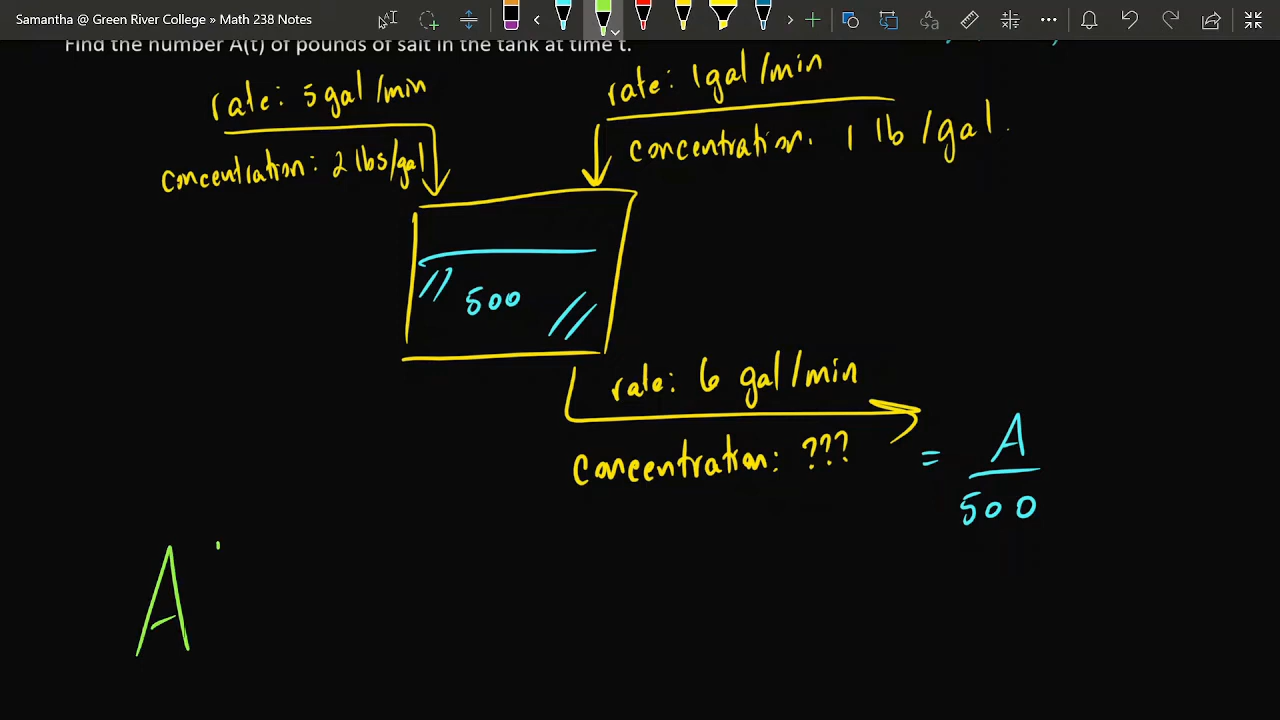 Samantha @ Green River College » Math 238 Notes
Find the number A(t) of pounds of salt in the tank at time t.
rate: 5 gal/min
concentration: 2 lbs/gal
rate: 1 gal/min
concentration: 1 lb/gal.
500
rate: 6 gal/min
concentration: ???
= A
500
A'